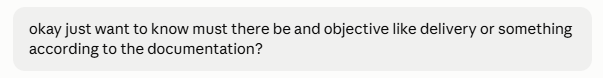 okay just want to know must there be and objective like delivery or something
according to the documentation?